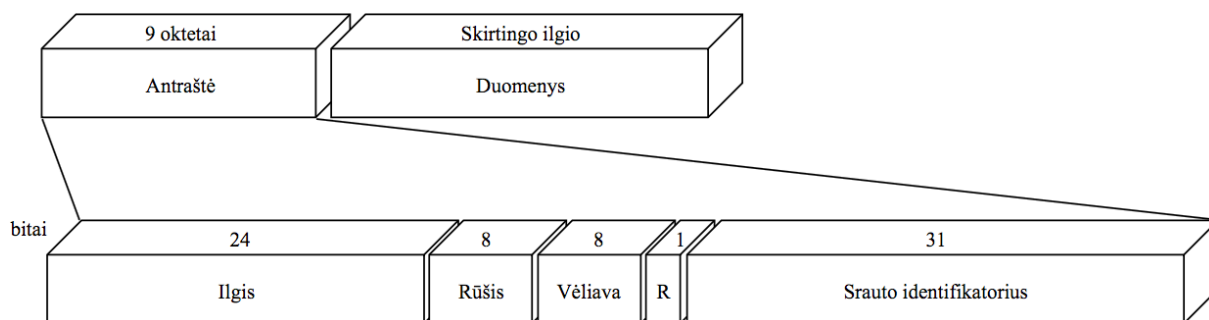 9 oktetai
Skirtingo ilgio
Antraštė
Duomenys
bitai
24
8
8
1
31
Ilgis
Rūšis
Vėliava
R
Srauto identifikatorius